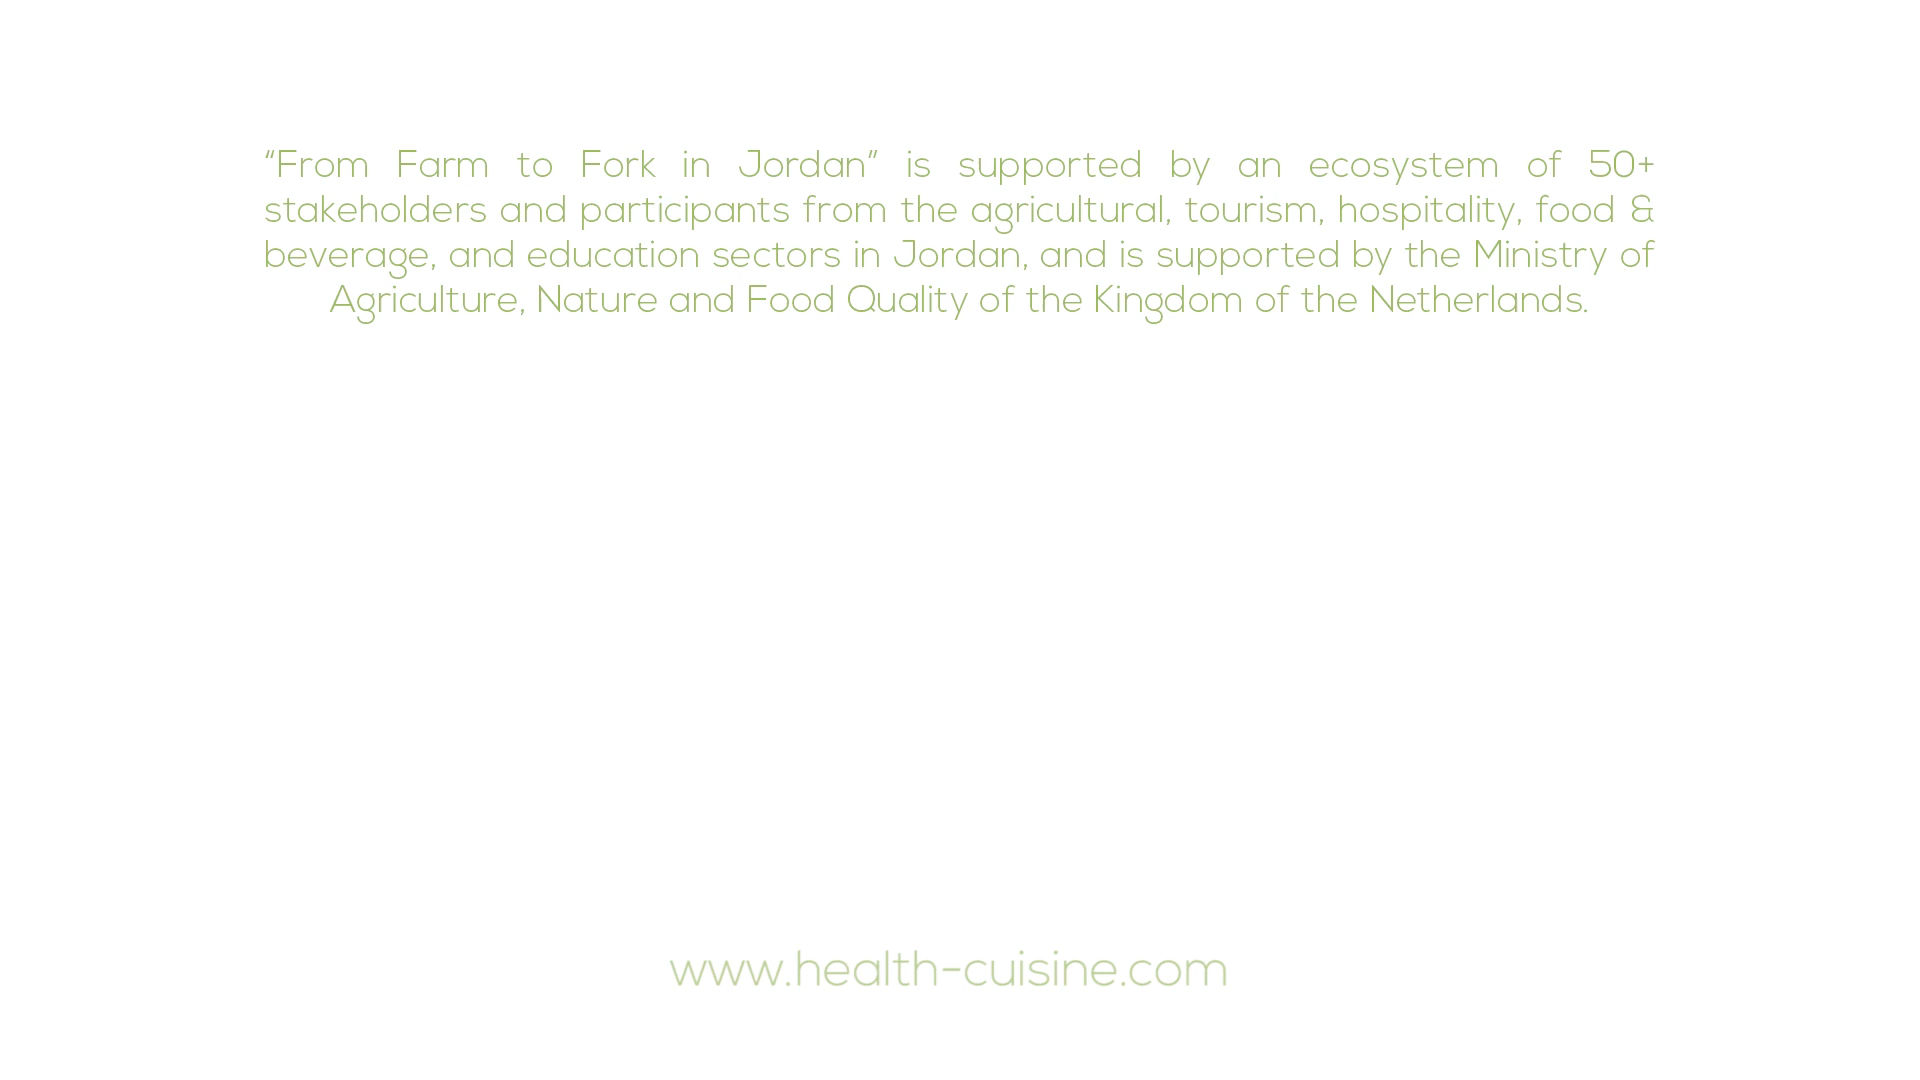 “From Farm to Fork in Jordan” is supported by an ecosystem of 50+
stakeholders and participants from the agricultural, tourism, hospitality, food &
beverage, and education sectors in Jordan, and is supported by the Ministry of
Agriculture, Nature and Food Quality of the Kingdom of the Netherlands.
www.health-cuisine.com